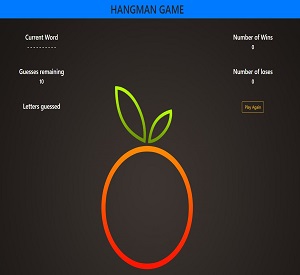 HANGMAN GAME
Current Word
- - - - - - - - - -
Number of Wins
0
Guesses remaining
10
Number of loses
0
Letters guessed
Play Again